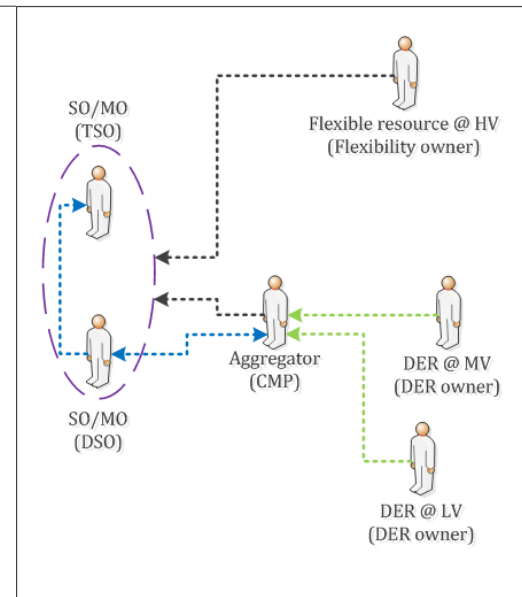 SO/MO
(TSO)
Flexible resource @ HV
(Flexibility owner)
Aggregator
(CMP)
DER @ MV
(DER owner)
SO/MO
(DSO)
DER @ LV
(DER owner)